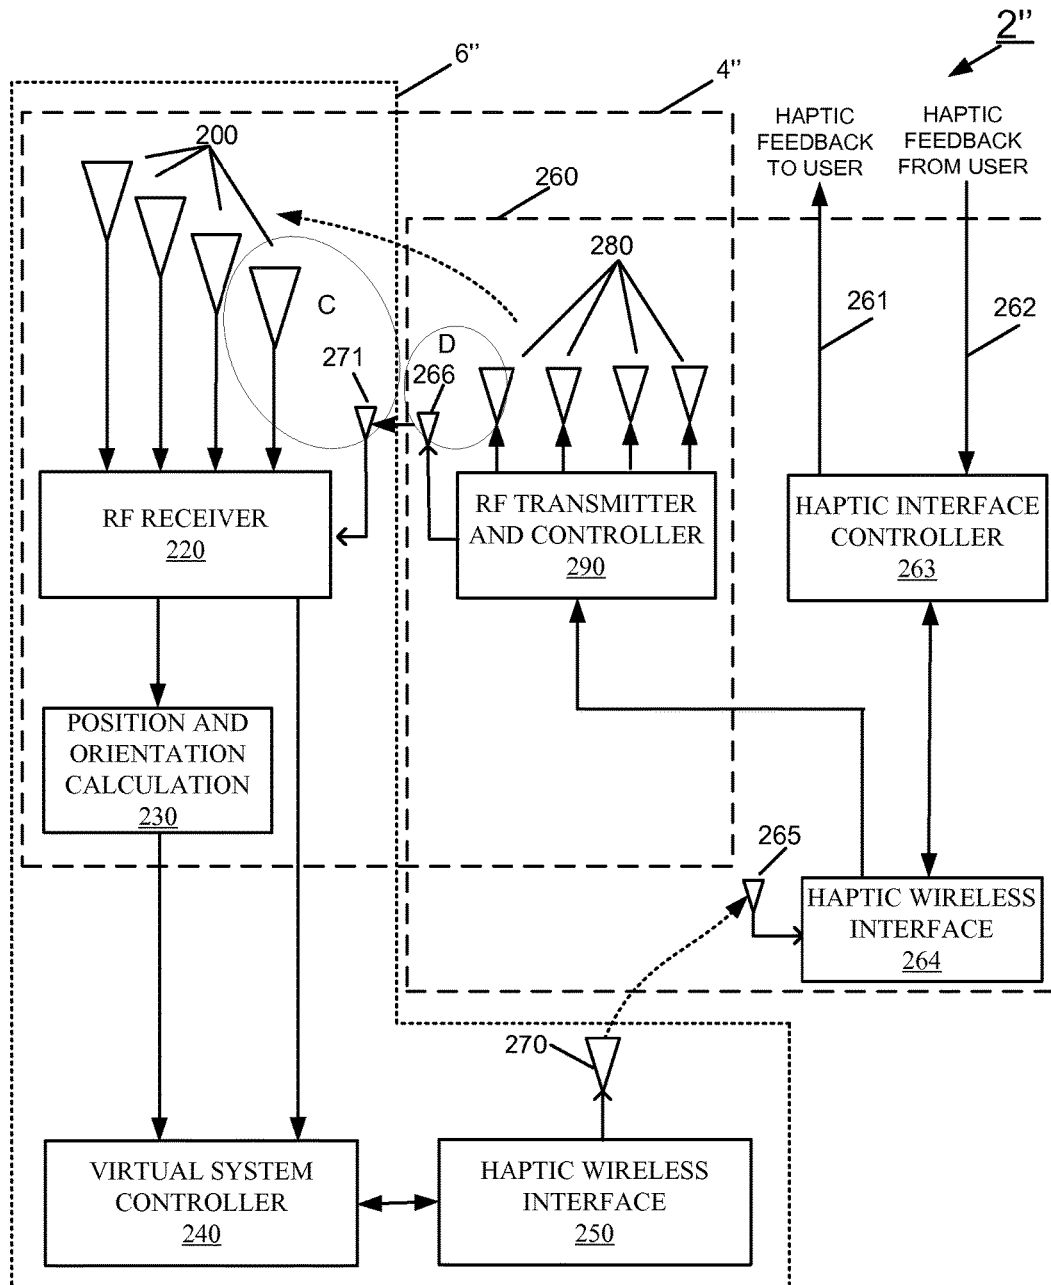 2"
6"
4"
200
260
HAPTIC
FEEDBACK
TO USER
HAPTIC
FEEDBACK
FROM USER
280
C
261
262
D
271
266
RF RECEIVER
220
RF TRANSMITTER
AND CONTROLLER
290
HAPTIC INTERFACE
CONTROLLER
263
POSITION AND
ORIENTATION
CALCULATION
230
265
HAPTIC WIRELESS
INTERFACE
264
270
VIRTUAL SYSTEM
CONTROLLER
240
HAPTIC WIRELESS
INTERFACE
250